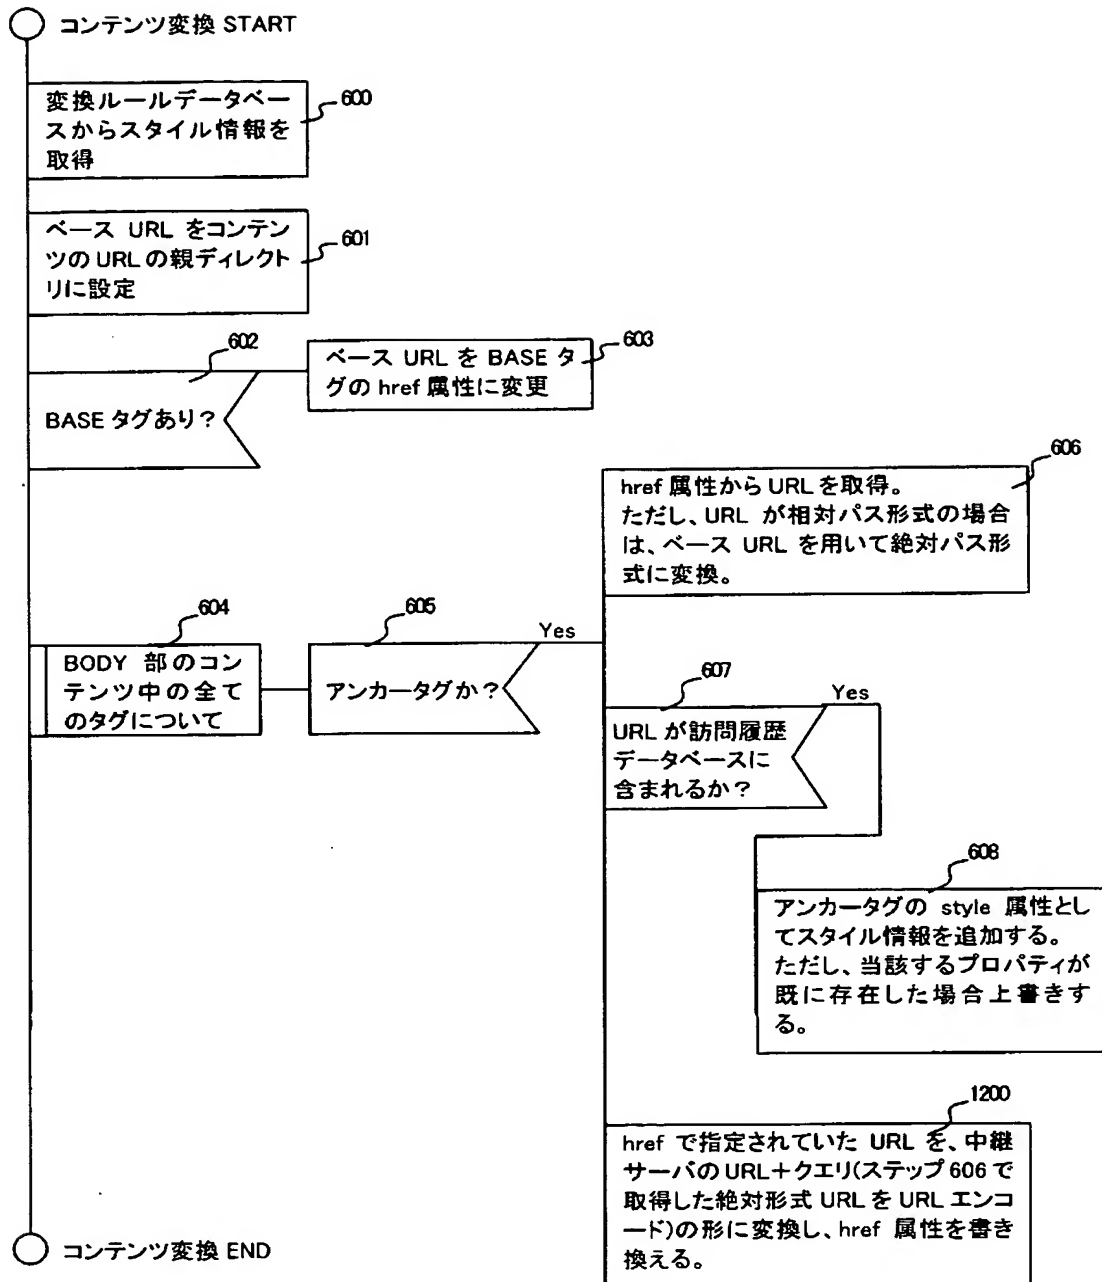 コンテンツ変換 START
変換ルールデータベー
スからスタイル情報を
取得
600
ベース URL をコンテン
ツの URL の親ディレクト
リに設定
601
602
BASE タグあり？
ベース URL を BASE タ
グの href 属性に変更
603
606
href 属性から URL を取得。
ただし、URL が相対パス形式の場合
は、ベース URL を用いて絶対パス形
式に変換。
604
BODY 部のコン
テンツ中の全て
のタグについて
605
アンカータグか？
Yes
607
URL が訪問履歴
データベースに
含まれるか？
Yes
608
アンカータグの style 属性とし
てスタイル情報を追加する。
ただし、当該するプロパティが
既に存在した場合上書きす
る。
1200
href で指定されていた URL を、中継
サーバの URL＋クエリ(ステップ 606 で
取得した絶対形式 URL を URL エンコ
ード)の形に変換し、href 属性を書き
換える。
コンテンツ変換 END